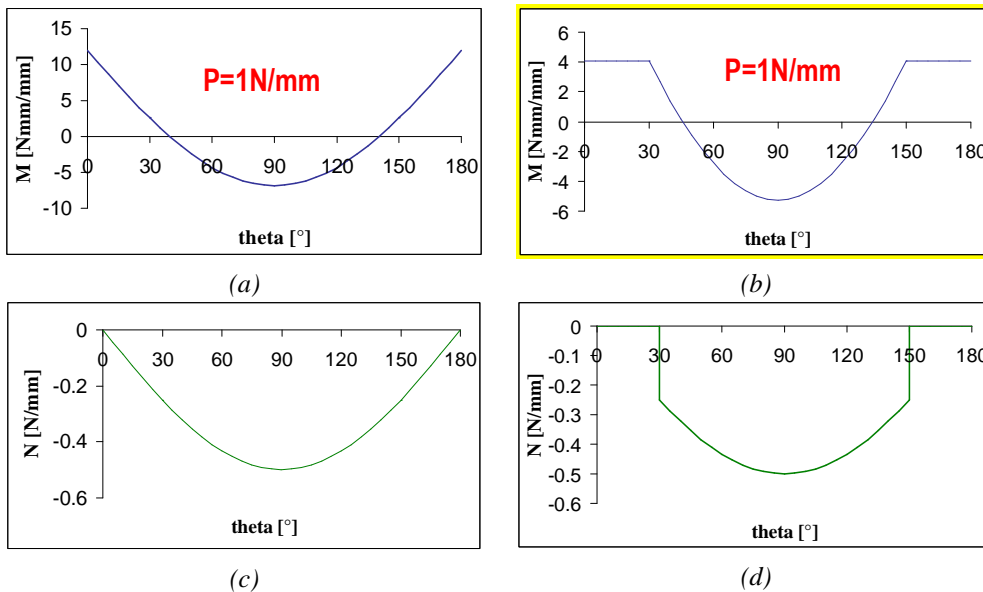 15
10
5
0
-5
-10
M [Nmm/mm]
P=1N/mm
0 30 60 90 120 150 180
theta [°]
(a)
6
4
2
0
-2
-4
-6
M [Nmm/mm]
P=1N/mm
0 30 60 90 120 150 180
theta [°]
(b)
0
-0.2
-0.4
-0.6
N [N/mm]
0 30 60 90 120 150 180
theta [°]
(c)
0
-0.1
-0.2
-0.3
-0.4
-0.5
-0.6
N [N/mm]
0 30 60 90 120 150 180
theta [°]
(d)